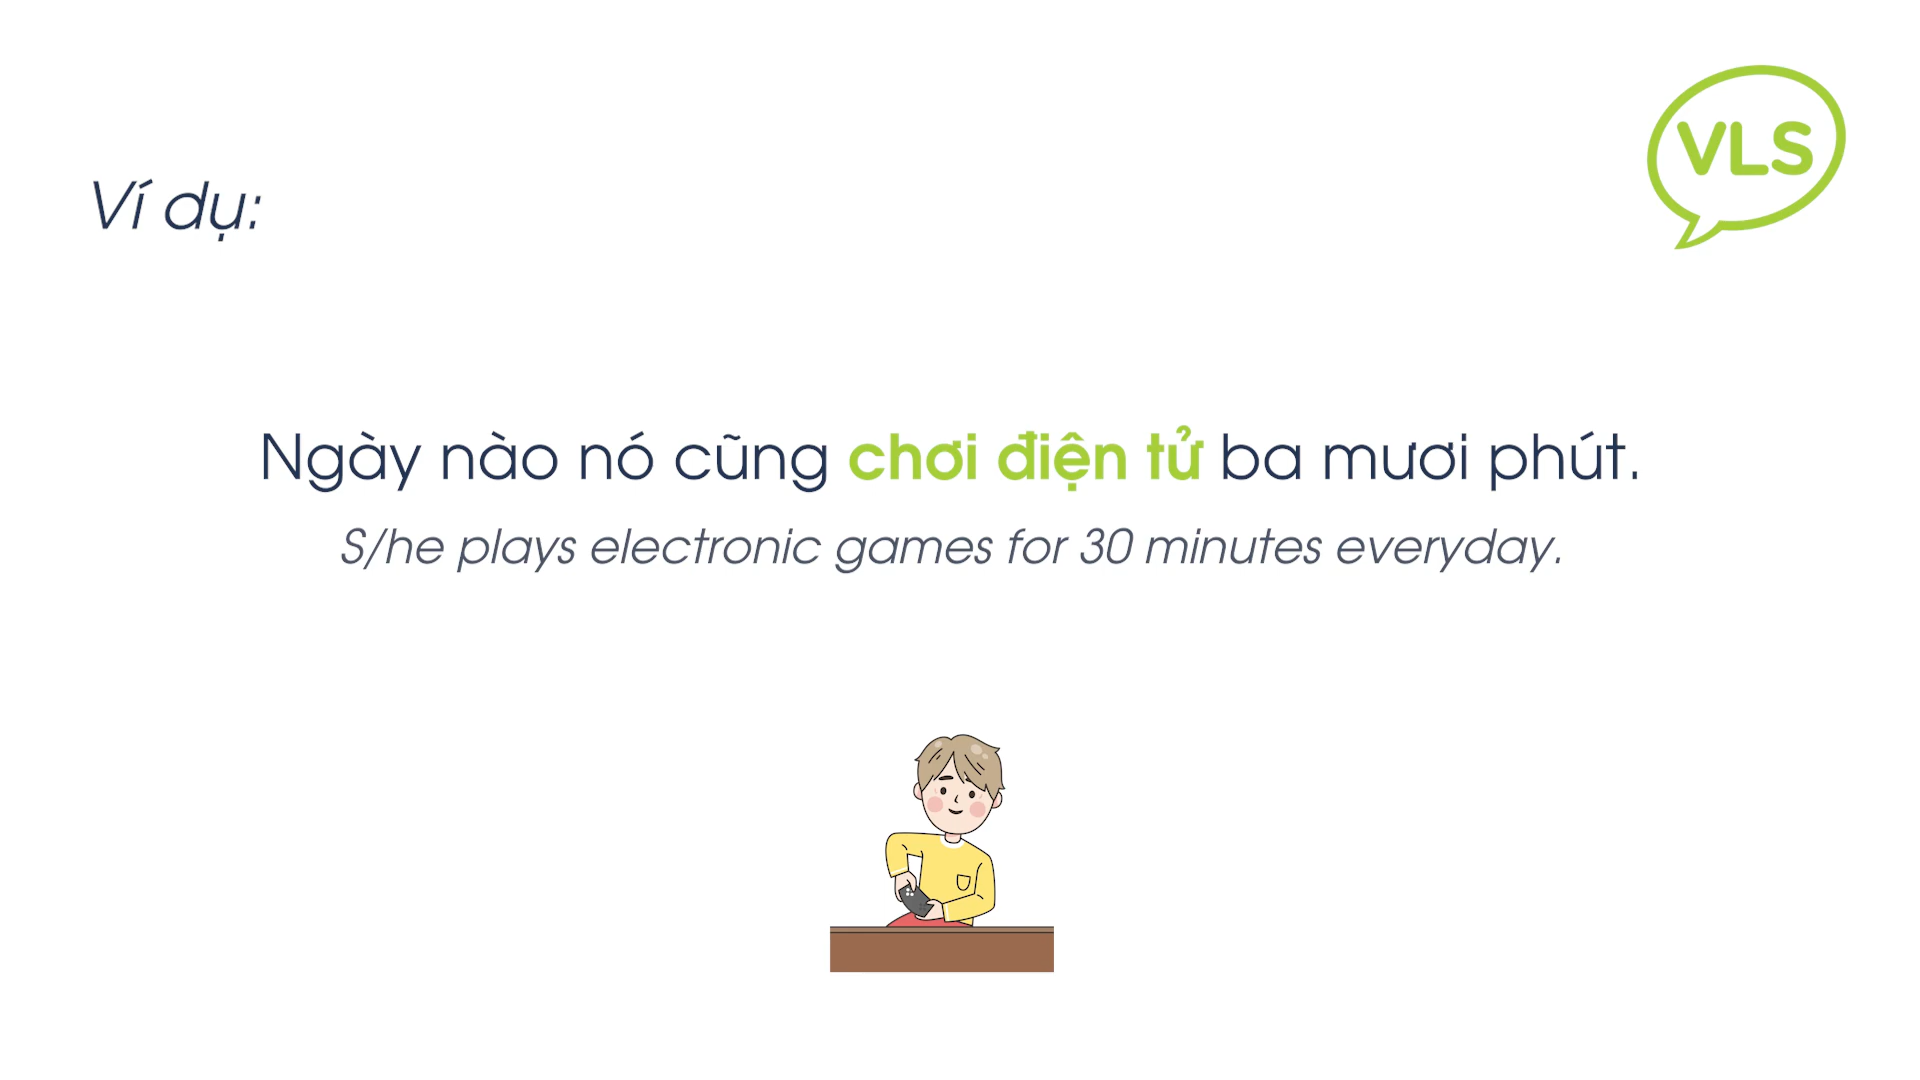 VLS
Ví dụ:
Ngày nào nó cũng chơi điện tử ba mươi phút.
S/he plays electronic games for 30 minutes everyday.